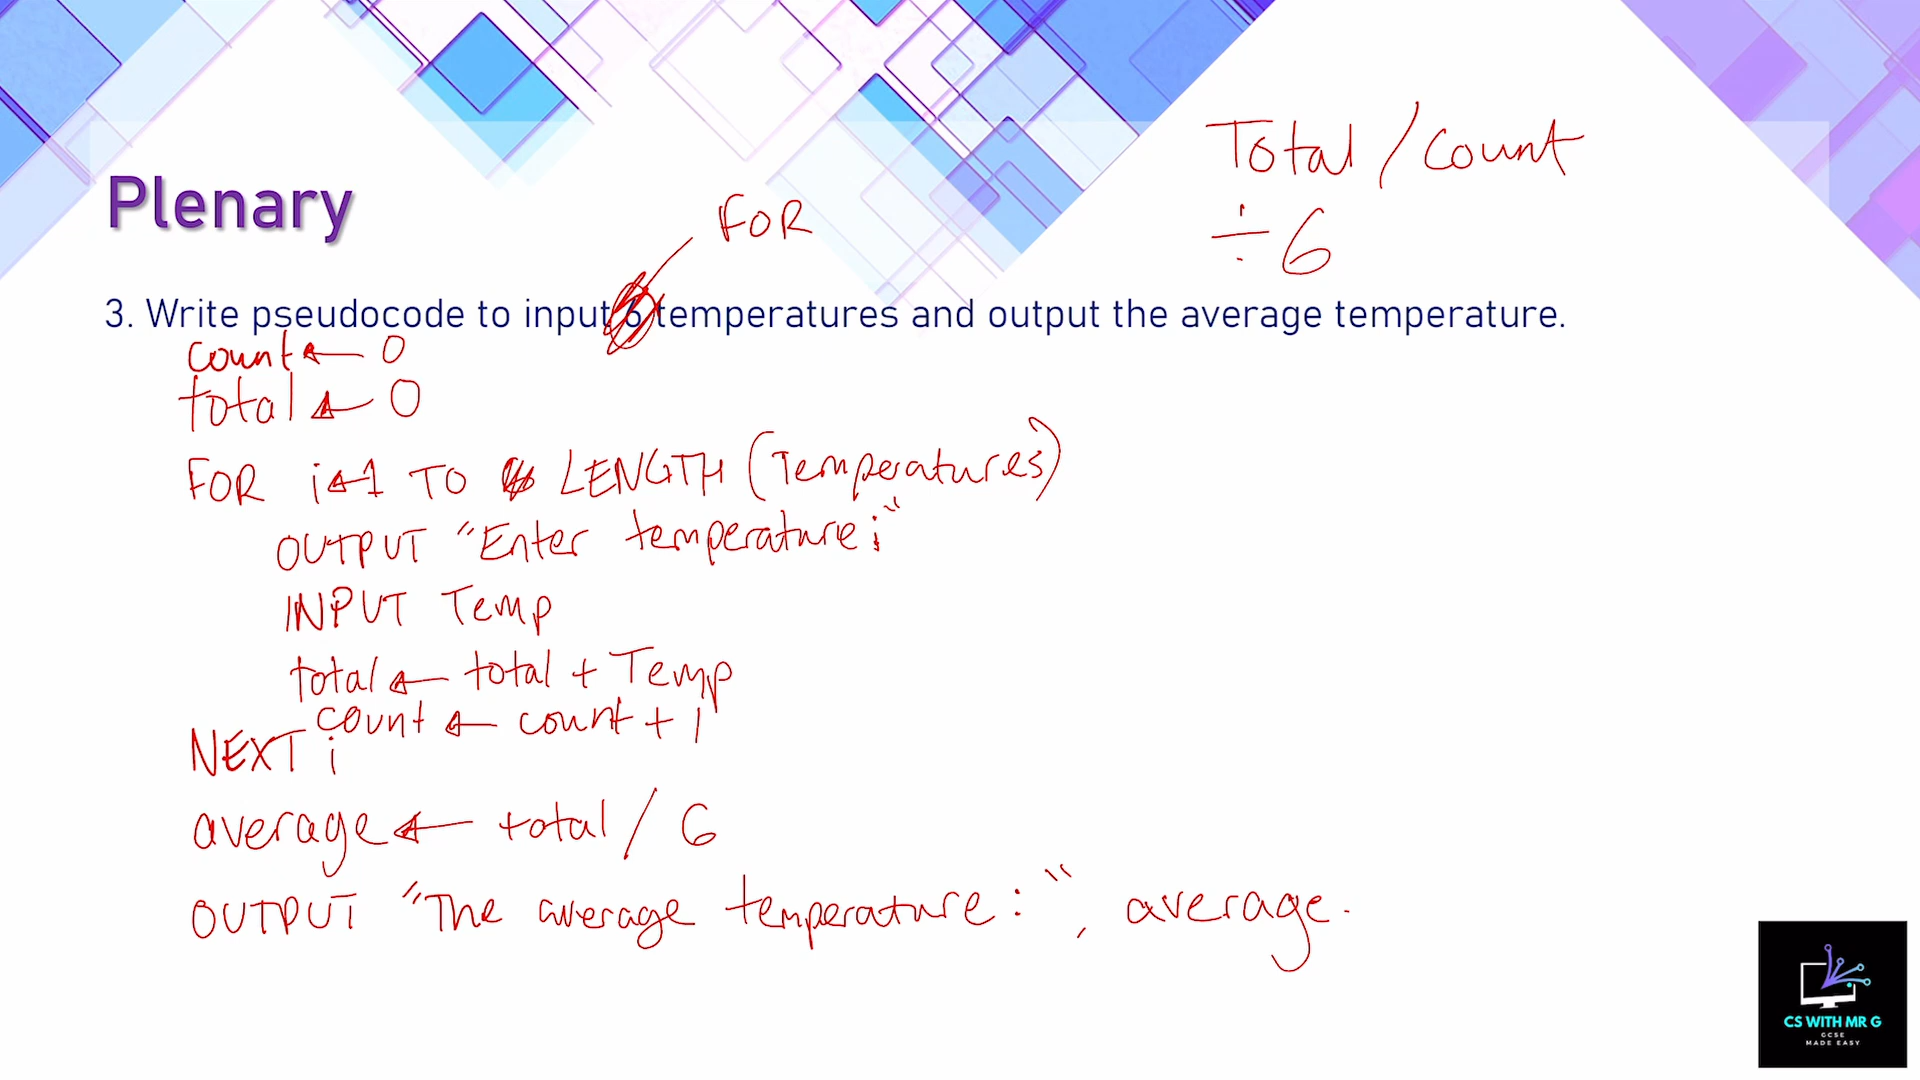 Total / Count
÷ 6
Plenary
FOR
3. Write pseudocode to input 6 temperatures and output the average temperature.
count ← 0
total ← 0
FOR i ← 1 TO LENGTH (Temperatures)
OUTPUT "Enter temperature:"
INPUT Temp
total ← total + Temp
count ← count + 1
NEXT i
average ← total / 6
OUTPUT "The average temperature:", average.
CS WITH MR G
GCSE
MADE EASY